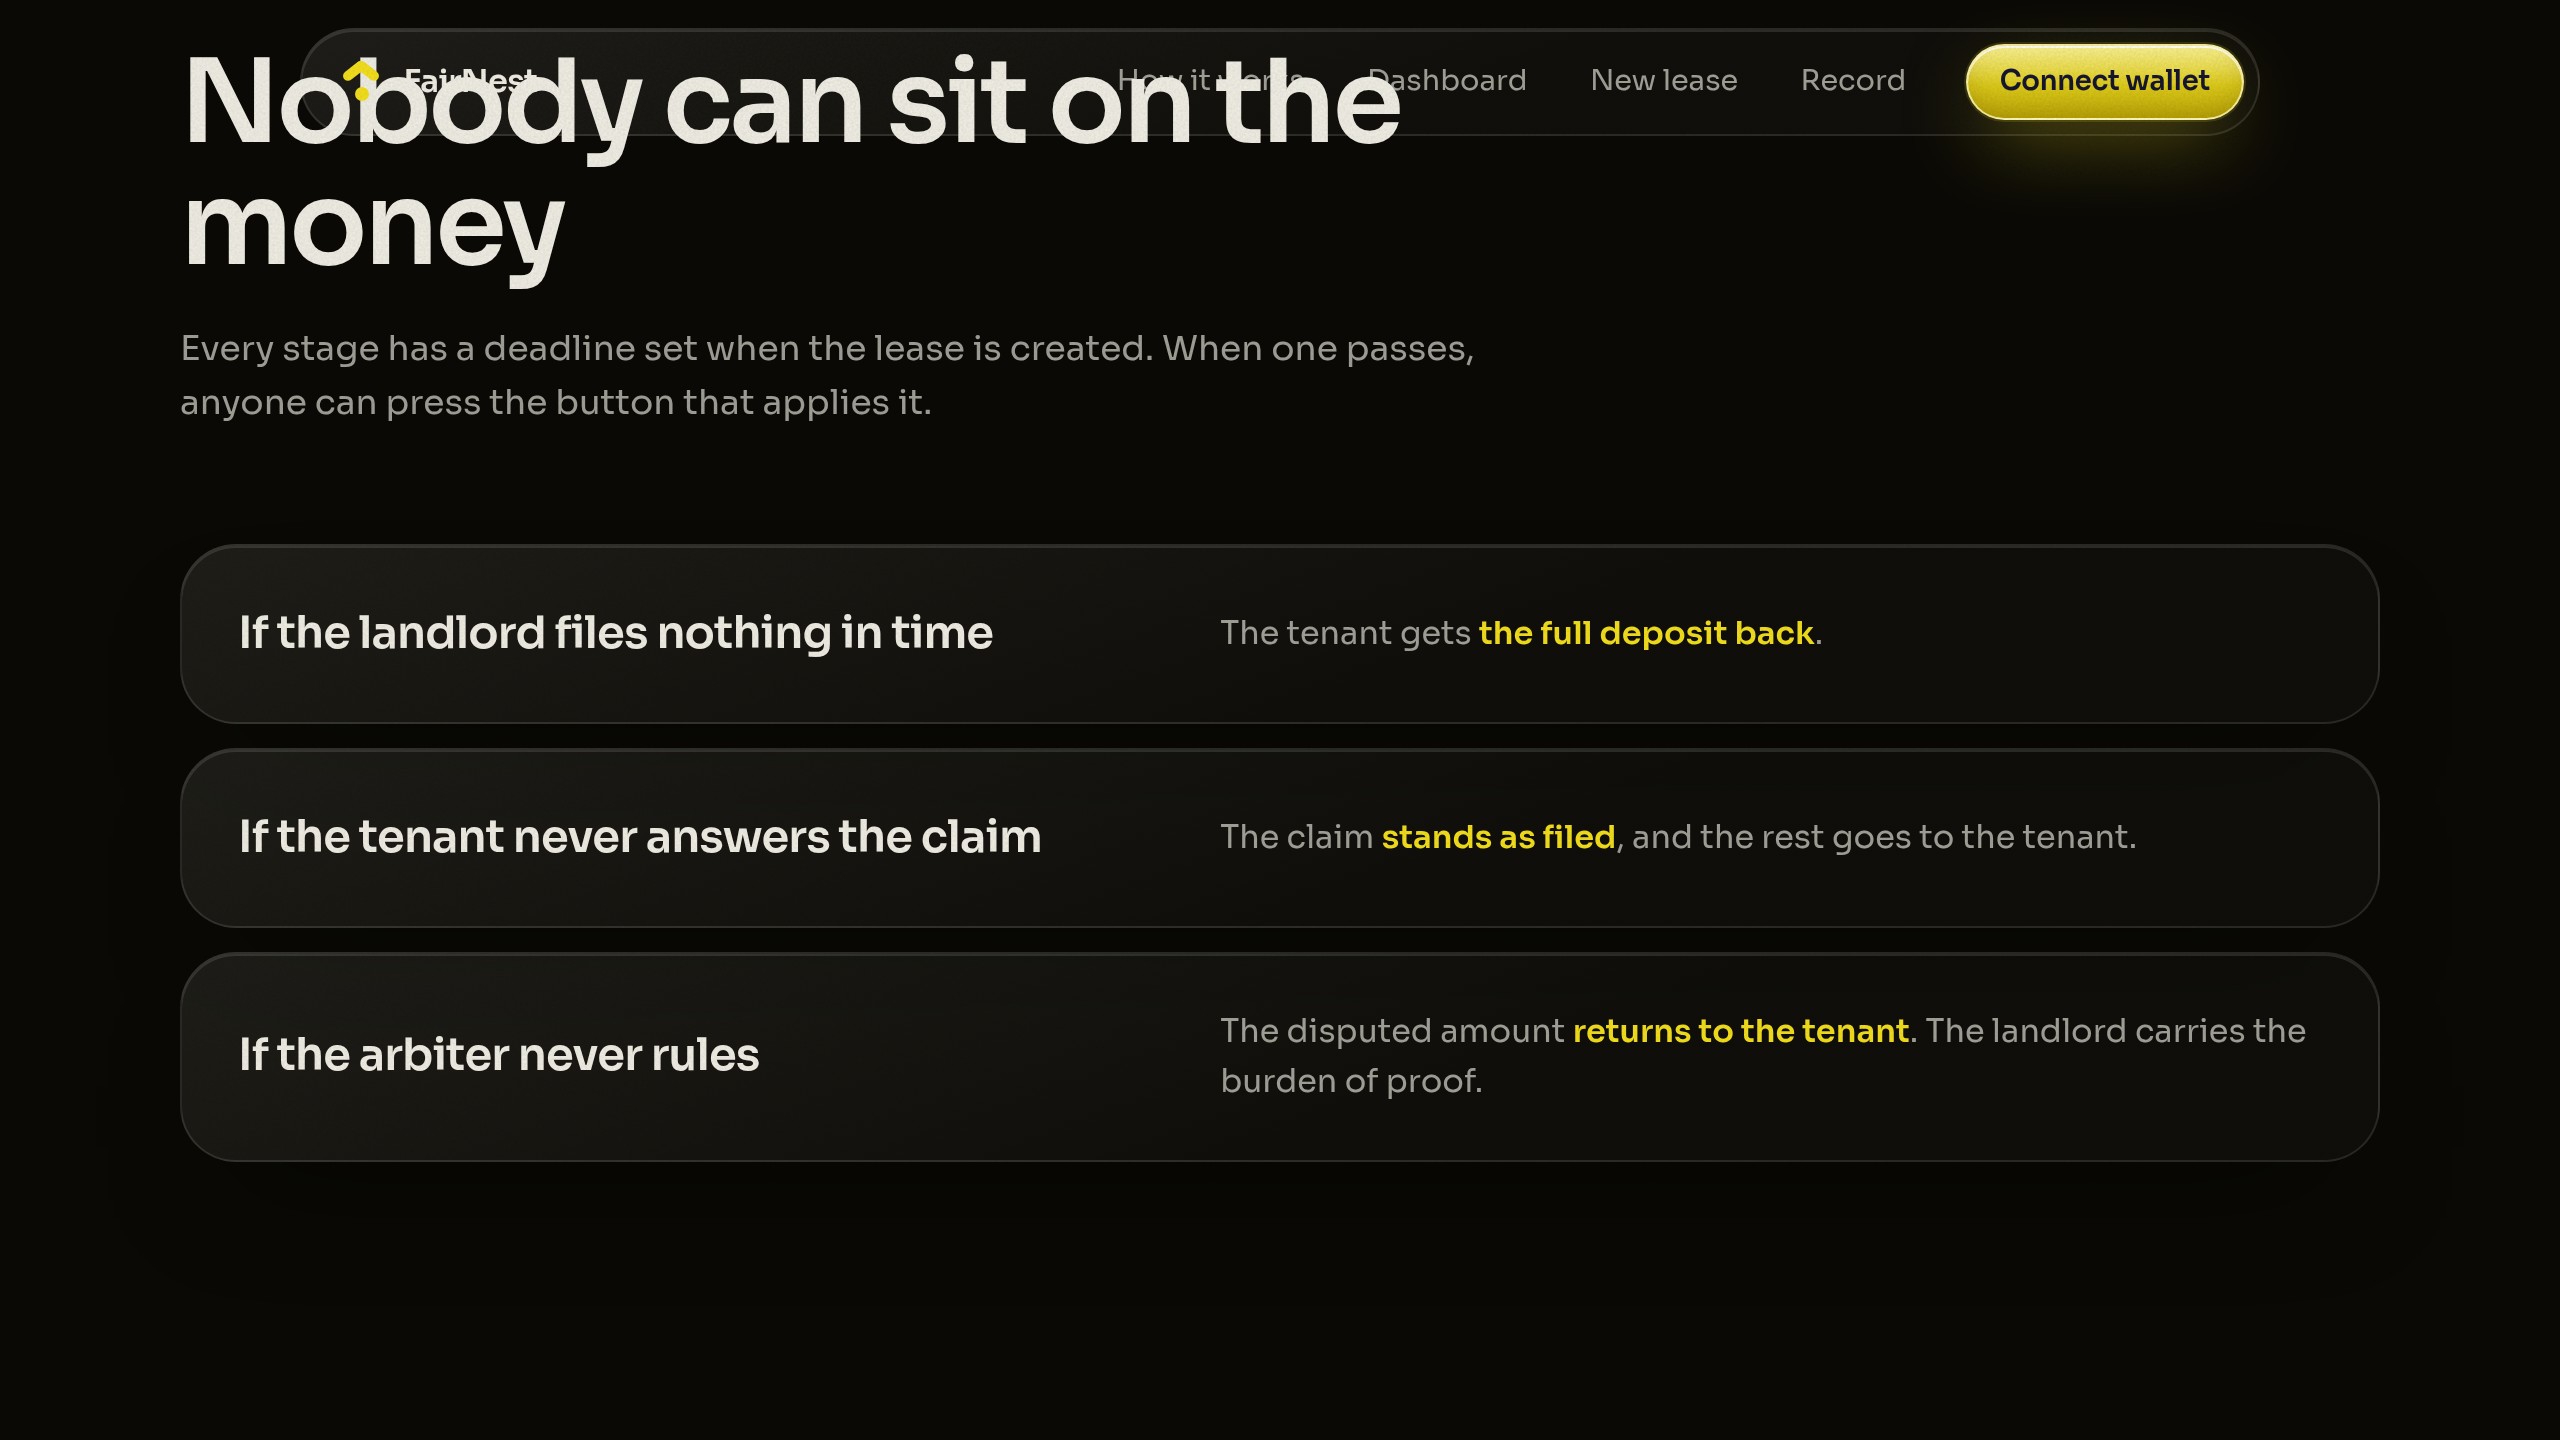 FairNest
How it works
Dashboard
New lease
Record
Connect wallet
Nobody can sit on the
money
Every stage has a deadline set when the lease is created. When one passes,
anyone can press the button that applies it.
If the landlord files nothing in time
The tenant gets the full deposit back.
If the tenant never answers the claim
The claim stands as filed, and the rest goes to the tenant.
If the arbiter never rules
The disputed amount returns to the tenant. The landlord carries the
burden of proof.